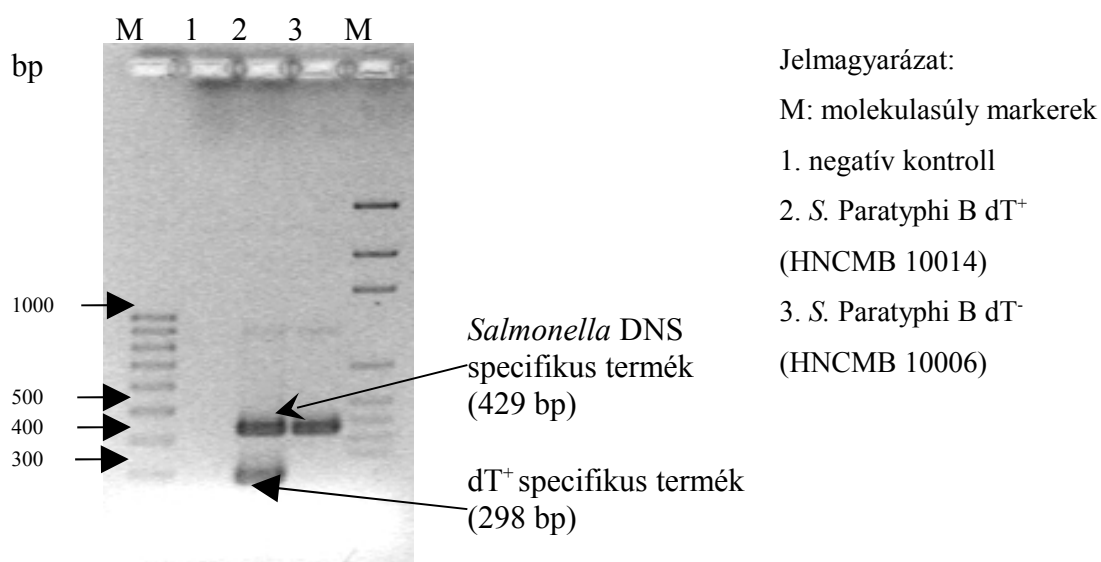 M 1 2 3 M
bp
1000
500
400
300
Salmonella DNS
specifikus termék
(429 bp)
dT⁺ specifikus termék
(298 bp)
Jelmagyarázat:
M: molekulasúly markerek
1. negatív kontroll
2. S. Paratyphi B dT⁺
(HNCMB 10014)
3. S. Paratyphi B dT⁻
(HNCMB 10006)